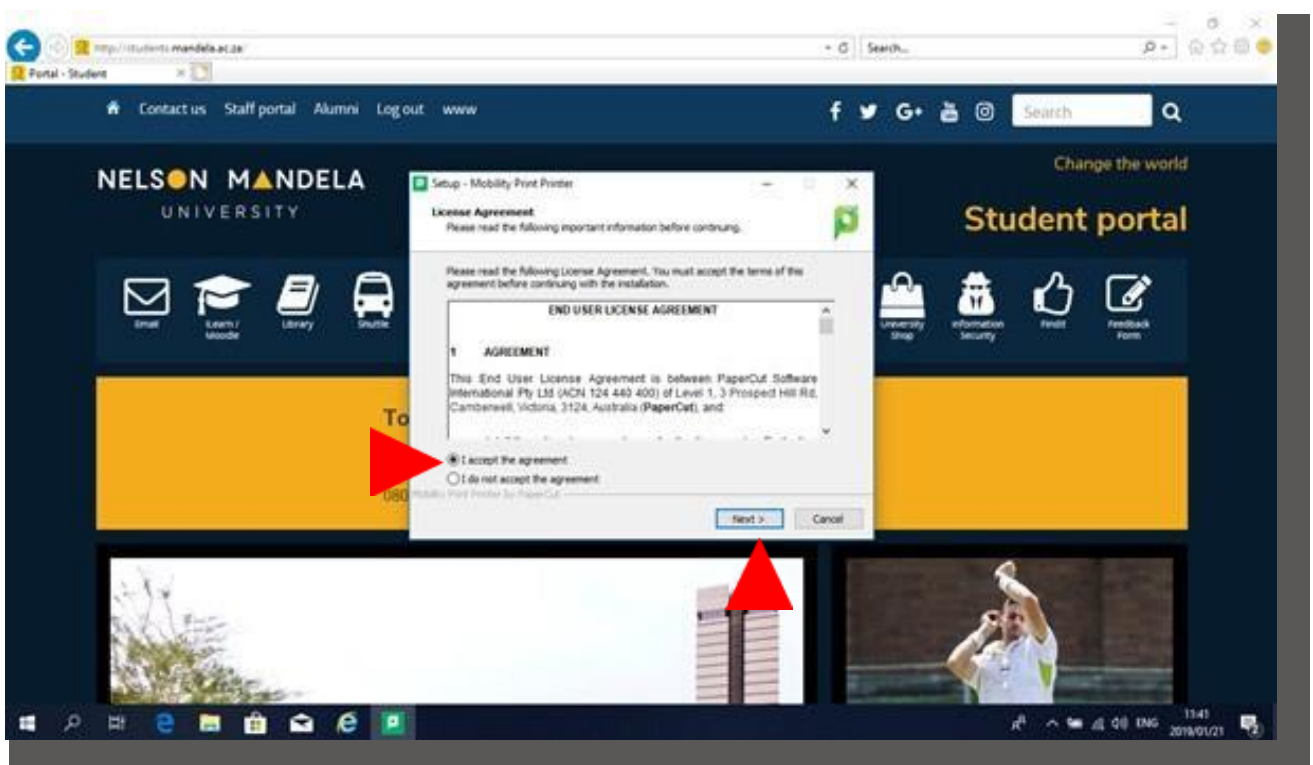 http://students.mandela.ac.za/
Search...
Portal - Student
Contact us Staff portal Alumni Log out www
f G+ Search
Change the world
NELSON MANDELA
UNIVERSITY
Student portal
Setup - Mobility Print Printer
License Agreement
Please read the following important information before continuing.
Please read the following License Agreement. You must accept the terms of this
agreement before continuing with the installation.
END USER LICENSE AGREEMENT
1 AGREEMENT
This End User License Agreement is between PaperCut Software
International Pty Ltd (ACN 124 440 400) of Level 1, 3 Prospect Hill Rd,
Camberwell, Victoria, 3124, Australia (PaperCut), and
I accept the agreement
I do not accept the agreement
Mobility Print Printer by PaperCut
Next > Cancel
Email
Learn /
Moodle
Library
Shuttle
University
Shop
Information
Security
FindIt
Feedback
Form
To
080
ENG
11:41
2019/01/21